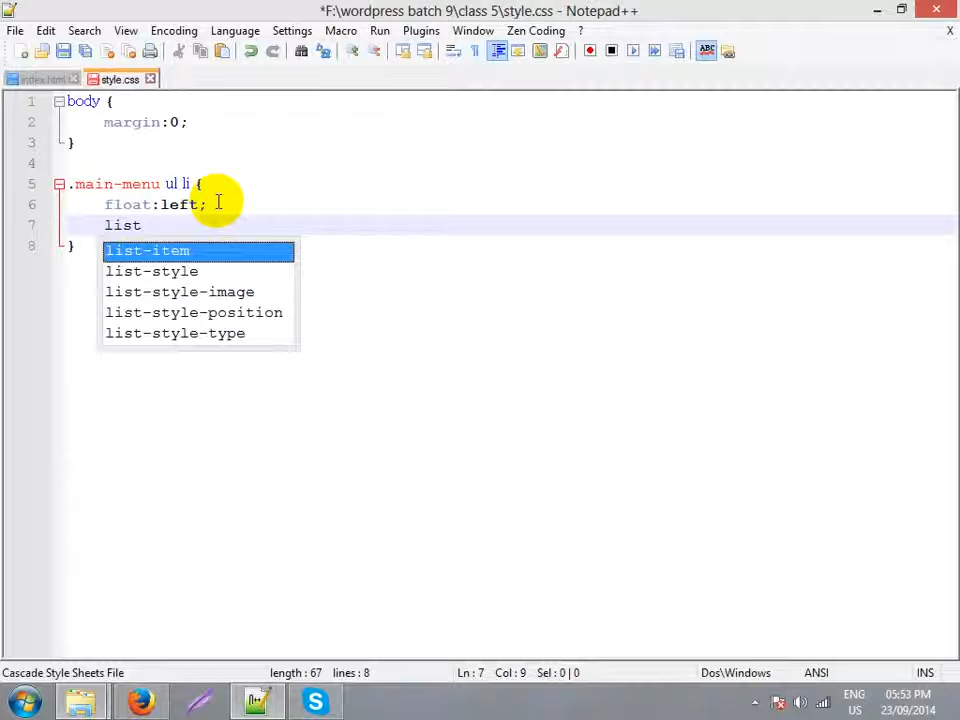 *F:\wordpress batch 9\class 5\style.css - Notepad++
File Edit Search View Encoding Language Settings Macro Run Plugins Window Zen Coding ? X
index.html style.css
1 body {
2 margin:0;
3 }
4
5 .main-menu ul li {
6 float:left;
7 list
8 }
list-item
list-style
list-style-image
list-style-position
list-style-type
Cascade Style Sheets File length : 67 lines : 8 Ln : 7 Col : 9 Sel : 0 | 0 Dos\Windows ANSI INS
ENG 05:53 PM
US 23/09/2014